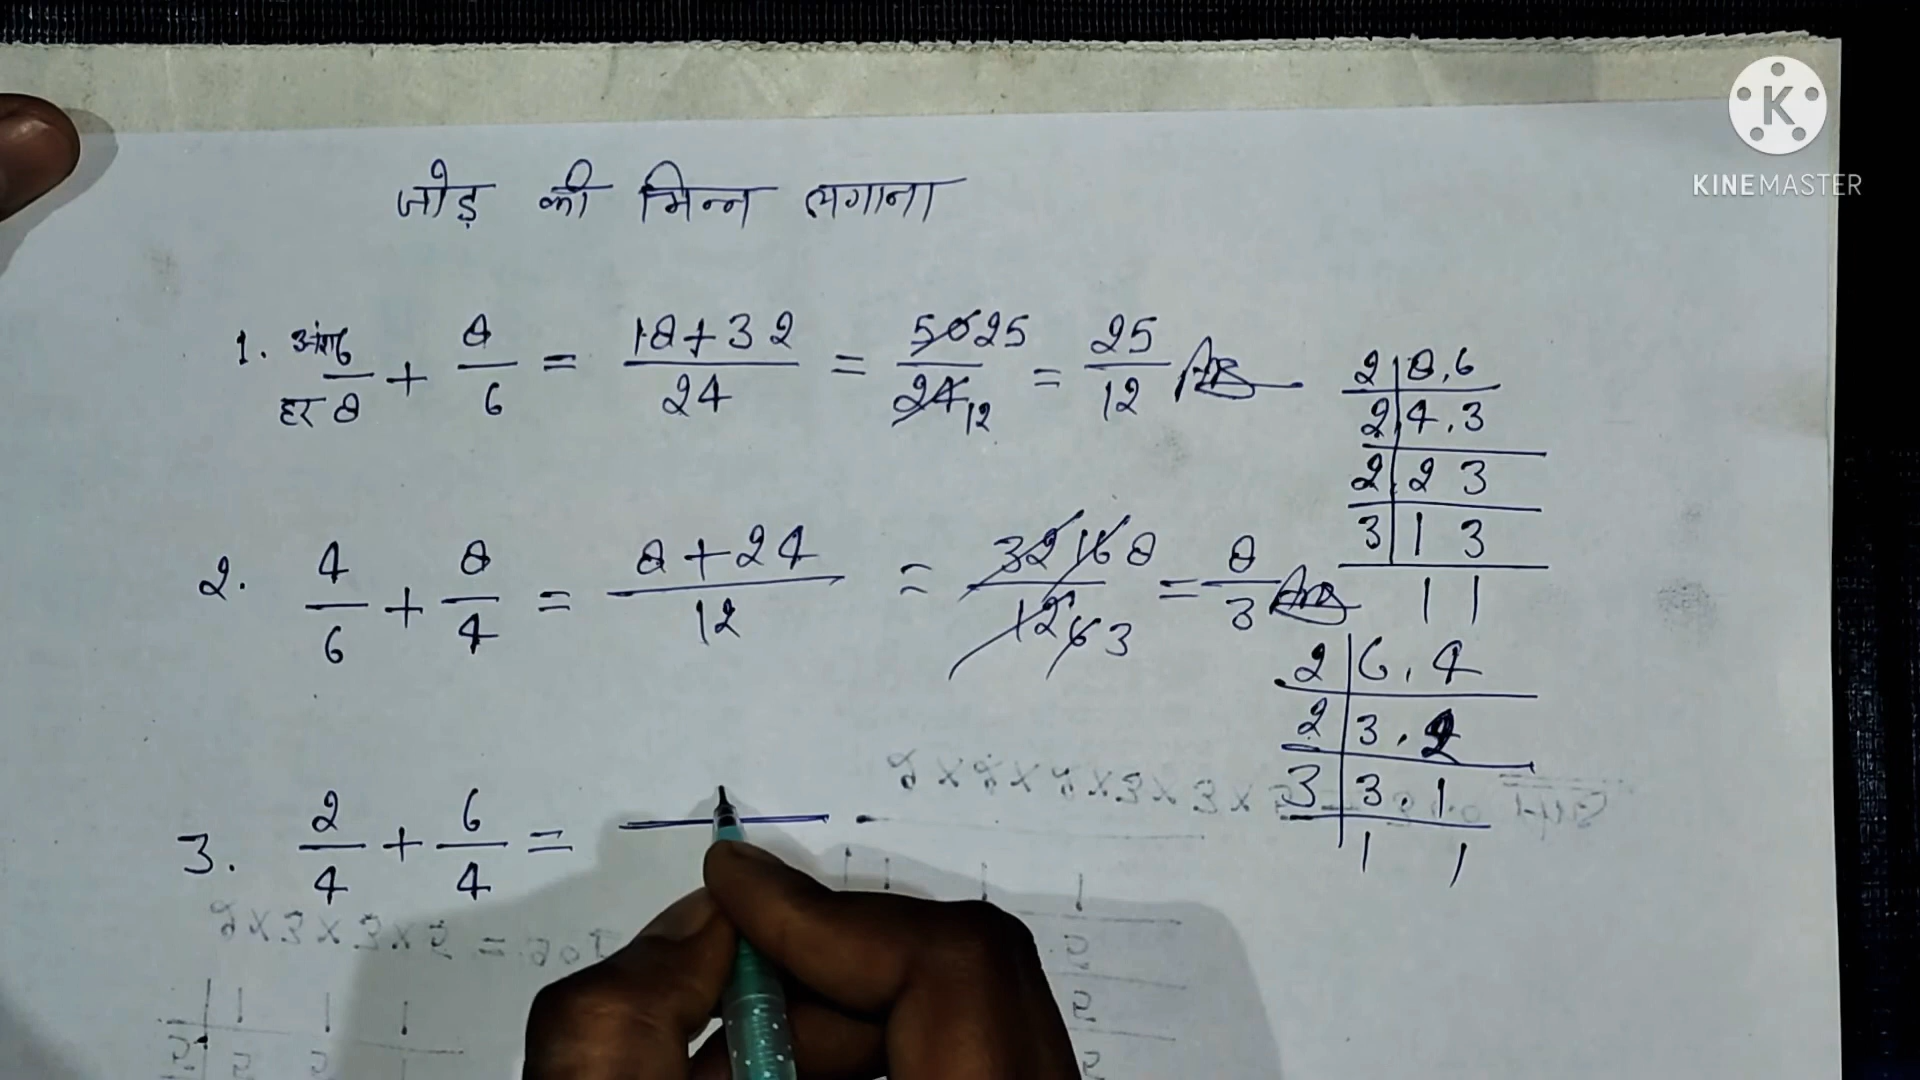 KINEMASTER
जोड़ की भिन्न लगाना
1. अंश 6/हर 8 + 8/6 = 18+32/24 = 50 25/24 12 = 25/12 Ans
2. 4/6 + 8/4 = 8+24/12 = 32 16 8/12 6 3 = 8/3 Ans
3. 2/4 + 6/4 =
2 | 8, 6
2 | 4, 3
2 | 2 3
3 | 1 3
1 1
2 | 6, 4
2 | 3, 2
3 | 3, 1
1 1